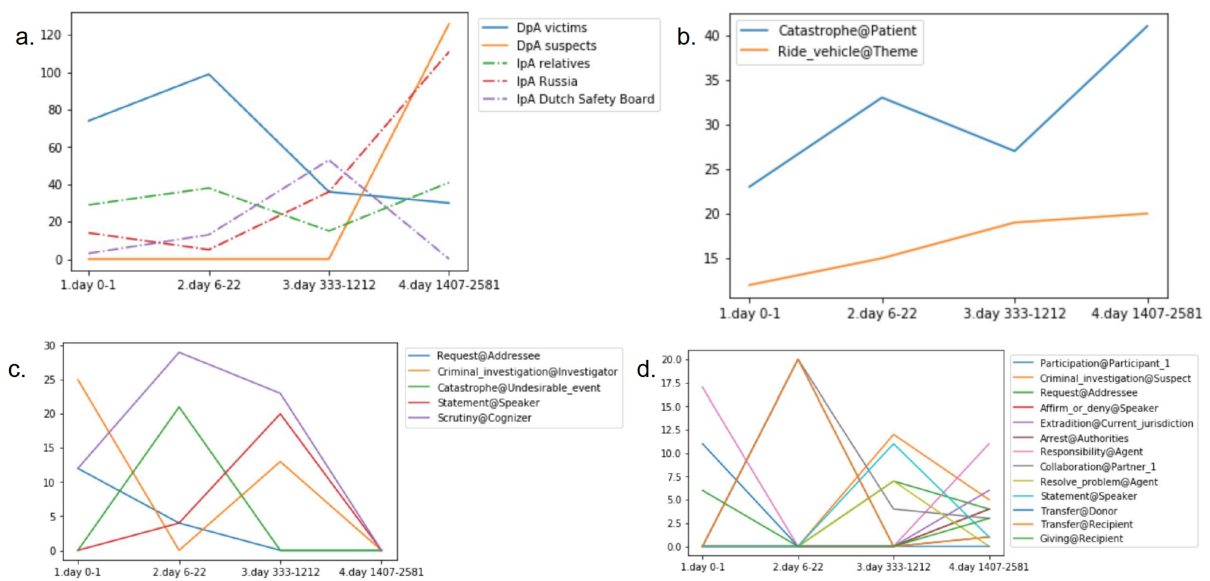 a.
120
100
80
60
40
20
0
1.day 0-1 2.day 6-22 3.day 333-1212 4.day 1407-2581
DpA victims
DpA suspects
IpA relatives
IpA Russia
IpA Dutch Safety Board
b.
40
35
30
25
20
15
1.day 0-1 2.day 6-22 3.day 333-1212 4.day 1407-2581
Catastrophe@Patient
Ride_vehicle@Theme
c.
30
25
20
15
10
5
0
1.day 0-1 2.day 6-22 3.day 333-1212 4.day 1407-2581
Request@Addressee
Criminal_investigation@Investigator
Catastrophe@Undesirable_event
Statement@Speaker
Scrutiny@Cognizer
d.
20.0
17.5
15.0
12.5
10.0
7.5
5.0
2.5
0.0
1.day 0-1 2.day 6-22 3.day 333-1212 4.day 1407-2581
Participation@Participant_1
Criminal_investigation@Suspect
Request@Addressee
Affirm_or_deny@Speaker
Extradition@Current_jurisdiction
Arrest@Authorities
Responsibility@Agent
Collaboration@Partner_1
Resolve_problem@Agent
Statement@Speaker
Transfer@Donor
Transfer@Recipient
Giving@Recipient